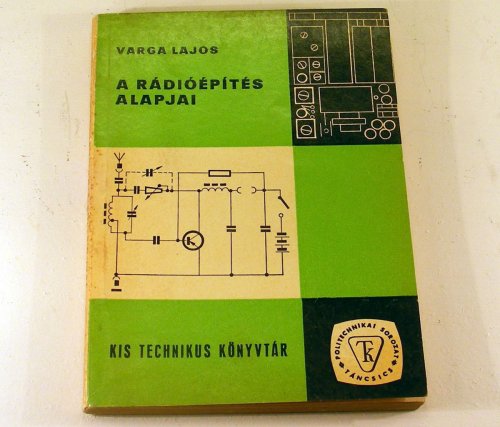 VARGA LAJOS
A RÁDIÓÉPÍTÉS
ALAPJAI
KIS TECHNIKUS KÖNYVTÁR
POLITECHNIKAI SOROZAT
TK
TÁNCSICS